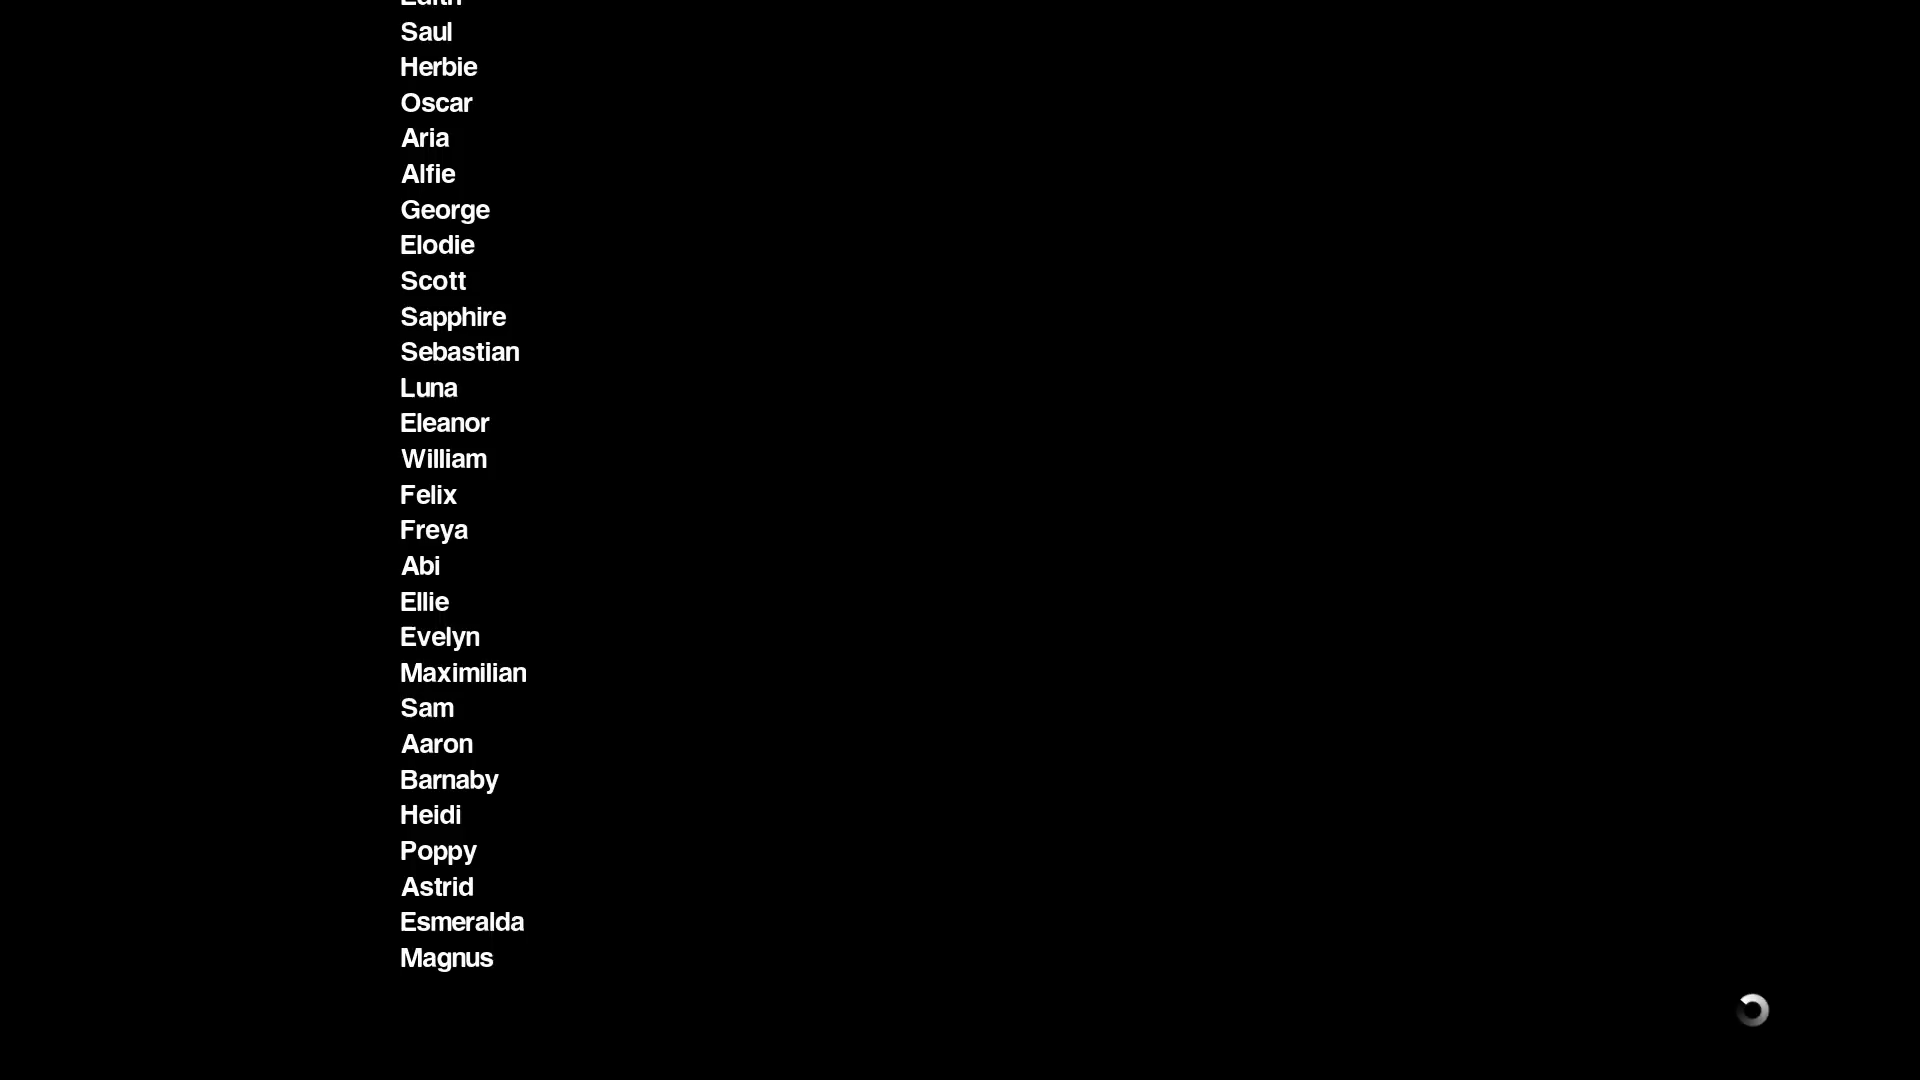 Edith
Saul
Herbie
Oscar
Aria
Alfie
George
Elodie
Scott
Sapphire
Sebastian
Luna
Eleanor
William
Felix
Freya
Abi
Ellie
Evelyn
Maximilian
Sam
Aaron
Barnaby
Heidi
Poppy
Astrid
Esmeralda
Magnus